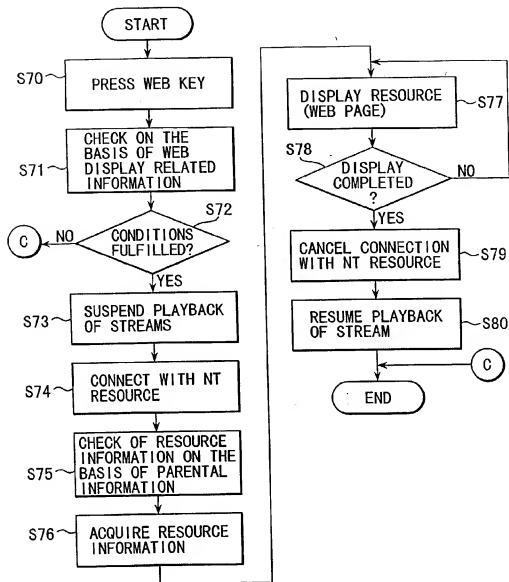 START
S70
PRESS WEB KEY
S71
CHECK ON THE
BASIS OF WEB
DISPLAY RELATED
INFORMATION
S72
C
NO
CONDITIONS
FULFILLED?
YES
S73
SUSPEND PLAYBACK
OF STREAMS
S74
CONNECT WITH NT
RESOURCE
S75
CHECK OF RESOURCE
INFORMATION ON THE
BASIS OF PARENTAL
INFORMATION
S76
ACQUIRE RESOURCE
INFORMATION
DISPLAY RESOURCE
(WEB PAGE)
S77
S78
DISPLAY
COMPLETED
?
NO
YES
CANCEL CONNECTION
WITH NT RESOURCE
S79
RESUME PLAYBACK
OF STREAM
S80
C
END